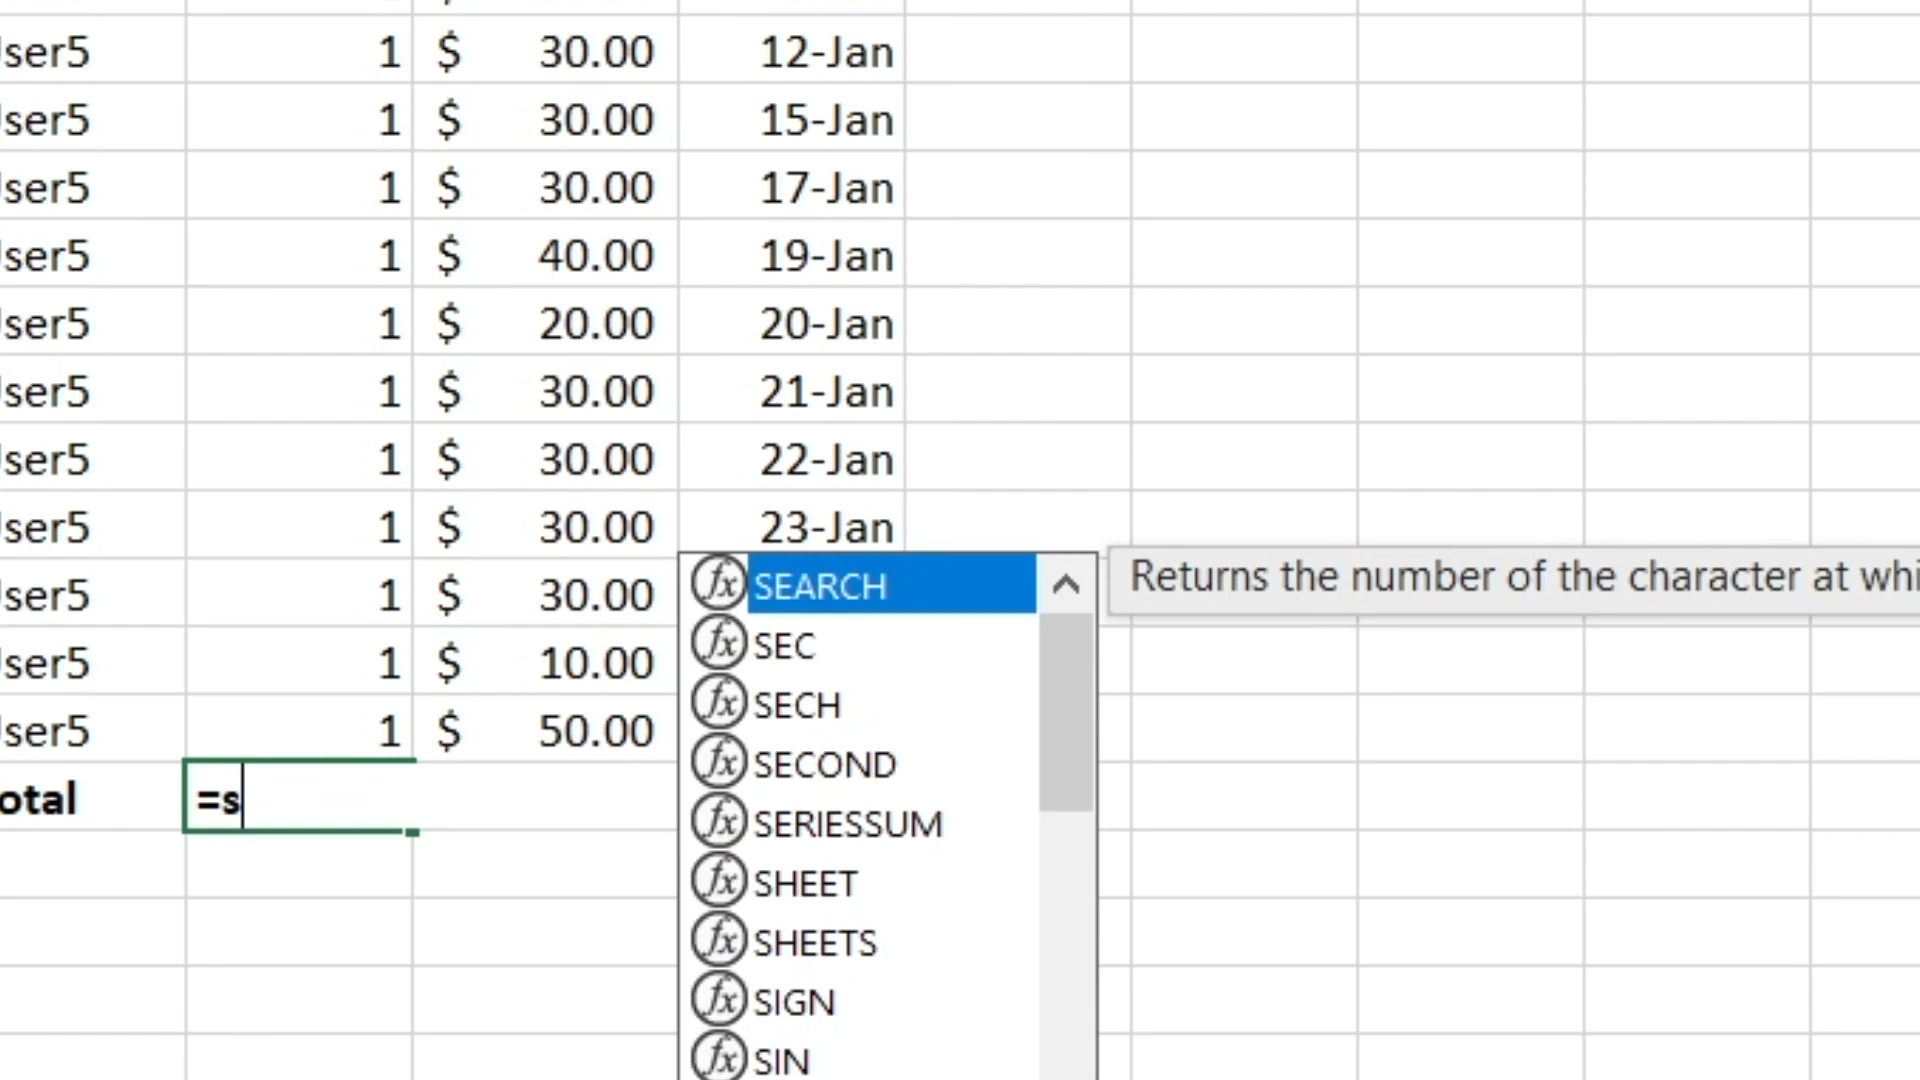 ser5 1 $ 30.00 12-Jan
ser5 1 $ 30.00 15-Jan
ser5 1 $ 30.00 17-Jan
ser5 1 $ 40.00 19-Jan
ser5 1 $ 20.00 20-Jan
ser5 1 $ 30.00 21-Jan
ser5 1 $ 30.00 22-Jan
ser5 1 $ 30.00 23-Jan
ser5 1 $ 30.00
ser5 1 $ 10.00
ser5 1 $ 50.00
otal =s
SEARCH
SEC
SECH
SECOND
SERIESSUM
SHEET
SHEETS
SIGN
SIN
Returns the number of the character at whi